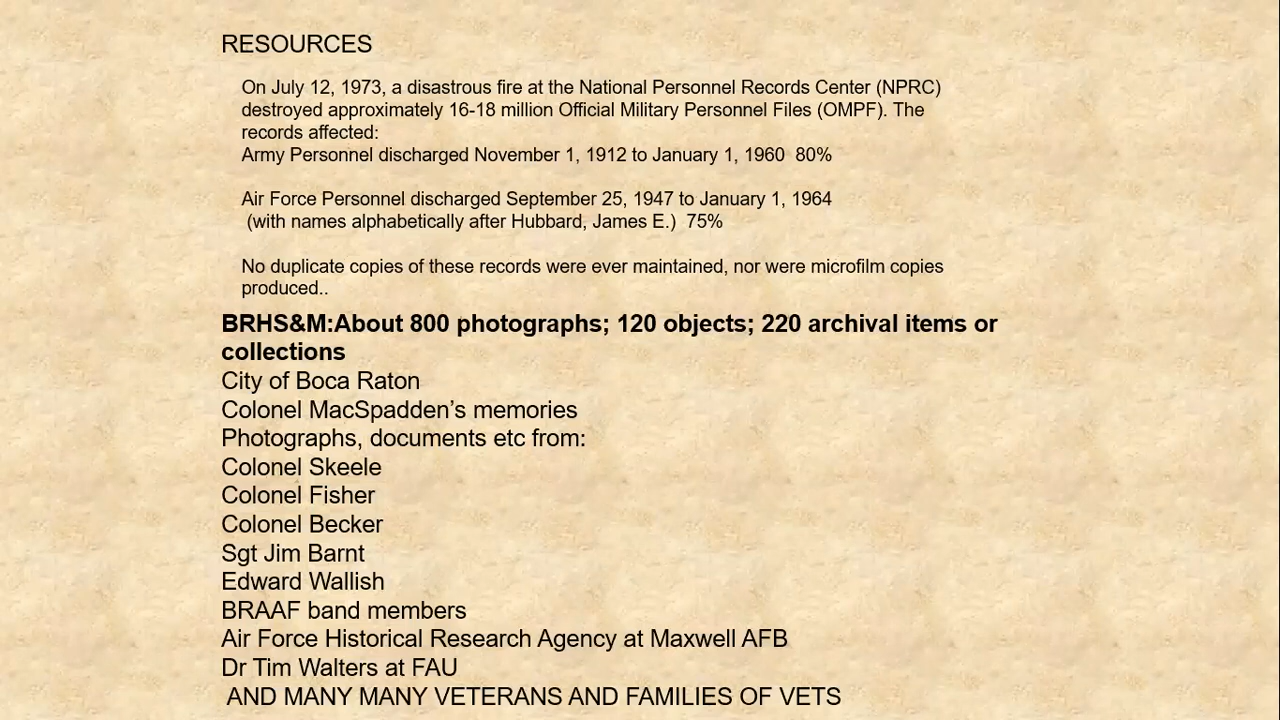 RESOURCES
On July 12, 1973, a disastrous fire at the National Personnel Records Center (NPRC)
destroyed approximately 16-18 million Official Military Personnel Files (OMPF). The
records affected:
Army Personnel discharged November 1, 1912 to January 1, 1960  80%
Air Force Personnel discharged September 25, 1947 to January 1, 1964
(with names alphabetically after Hubbard, James E.)  75%
No duplicate copies of these records were ever maintained, nor were microfilm copies
produced..
BRHS&M:About 800 photographs; 120 objects; 220 archival items or
collections
City of Boca Raton
Colonel MacSpadden’s memories
Photographs, documents etc from:
Colonel Skeele
Colonel Fisher
Colonel Becker
Sgt Jim Barnt
Edward Wallish
BRAAF band members
Air Force Historical Research Agency at Maxwell AFB
Dr Tim Walters at FAU
AND MANY MANY VETERANS AND FAMILIES OF VETS